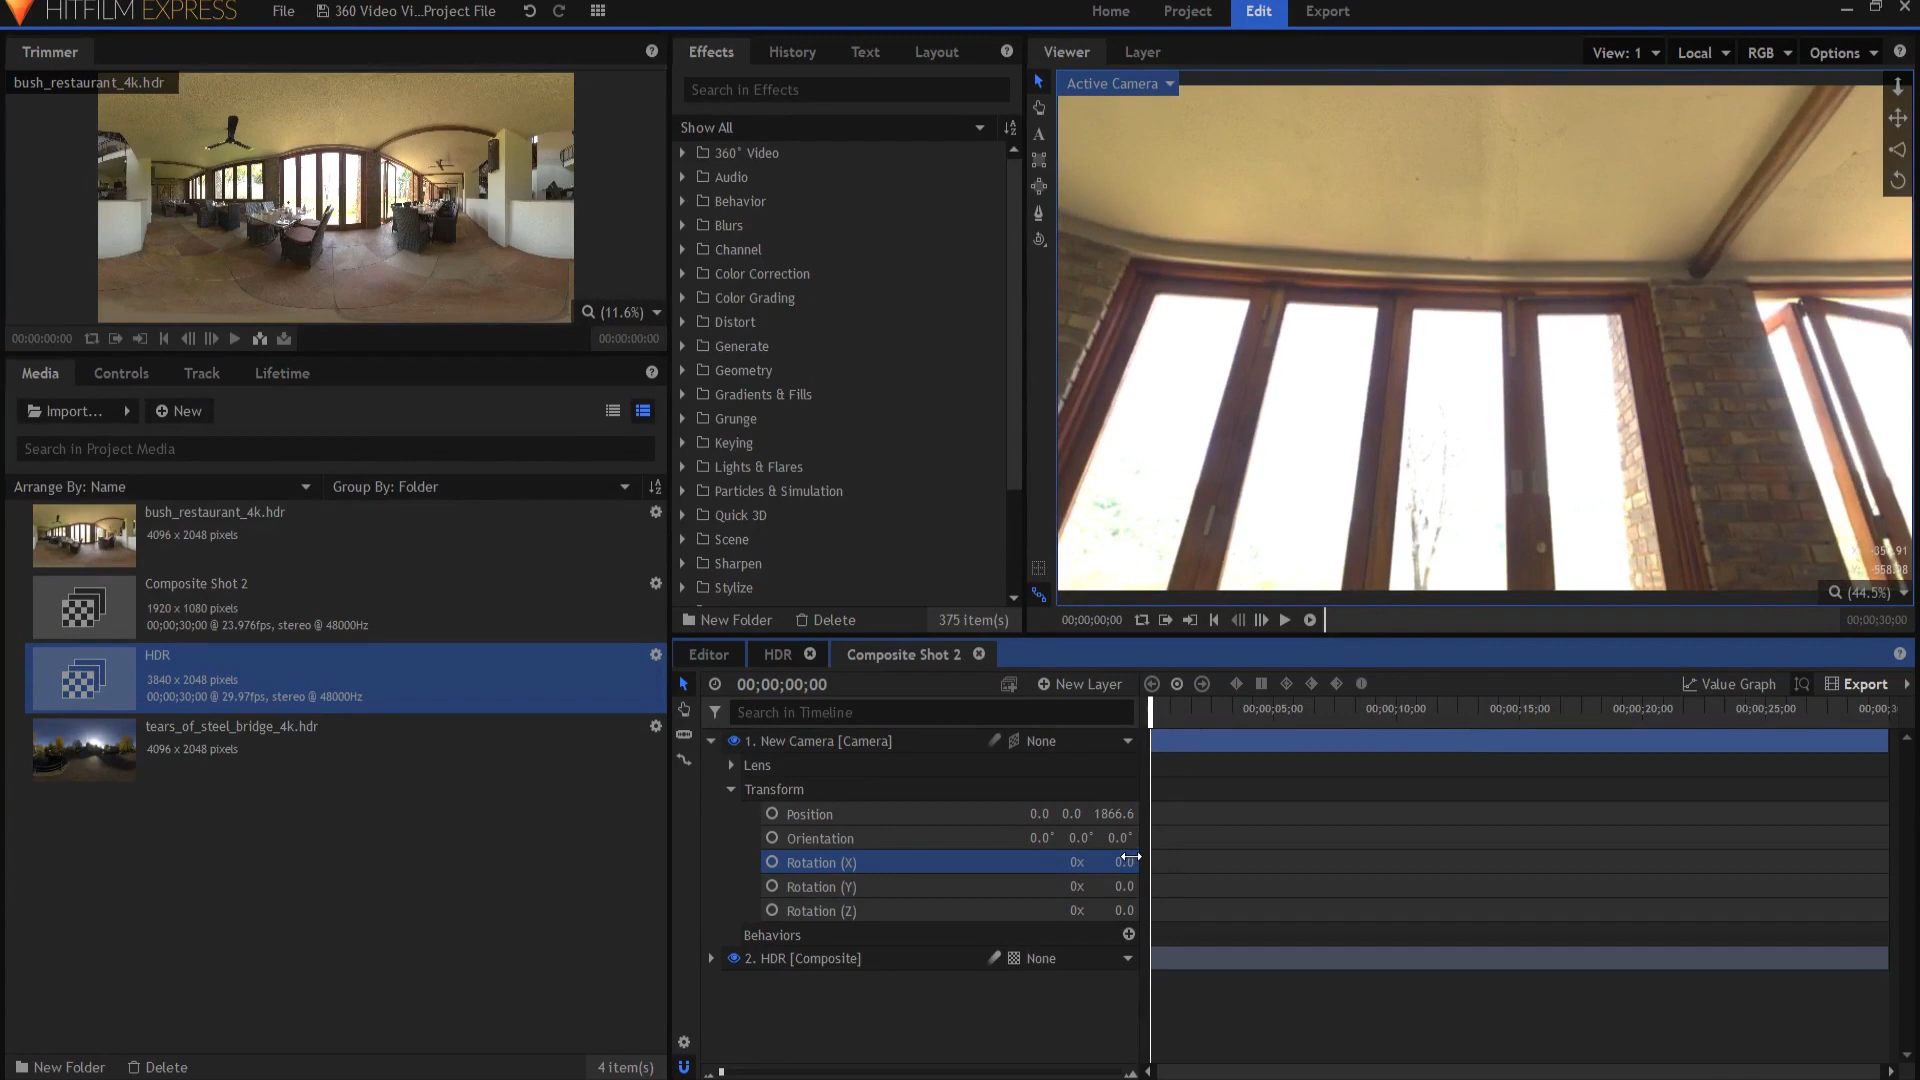 HITFILM EXPRESS
File
360 Video Vi...Project File
Home
Project
Edit
Export
Trimmer
bush_restaurant_4k.hdr
(11.6%)
00:00:00:00
00:00:00:00
Media
Controls
Track
Lifetime
Import...
New
Search in Project Media
Arrange By: Name
Group By: Folder
bush_restaurant_4k.hdr
4096 x 2048 pixels
Composite Shot 2
1920 x 1080 pixels
00;00;30;00 @ 23.976fps, stereo @ 48000Hz
HDR
3840 x 2048 pixels
00;00;30;00 @ 29.97fps, stereo @ 48000Hz
tears_of_steel_bridge_4k.hdr
4096 x 2048 pixels
New Folder
Delete
4 item(s)
Effects
History
Text
Layout
Search in Effects
Show All
360° Video
Audio
Behavior
Blurs
Channel
Color Correction
Color Grading
Distort
Generate
Geometry
Gradients & Fills
Grunge
Keying
Lights & Flares
Particles & Simulation
Quick 3D
Scene
Sharpen
Stylize
New Folder
Delete
375 item(s)
Viewer
Layer
View: 1
Local
RGB
Options
Active Camera
(44.5%)
00;00;00;00
00;00;30;00
Editor
HDR
Composite Shot 2
00;00;00;00
New Layer
Value Graph
Export
Search in Timeline
00;00;05;00
00;00;10;00
00;00;15;00
00;00;20;00
00;00;25;00
1. New Camera [Camera]
None
Lens
Transform
Position
0.0 0.0 1866.6
Orientation
0.0° 0.0° 0.0°
Rotation (X)
0x 0.0
Rotation (Y)
0x 0.0
Rotation (Z)
0x 0.0
Behaviors
2. HDR [Composite]
None